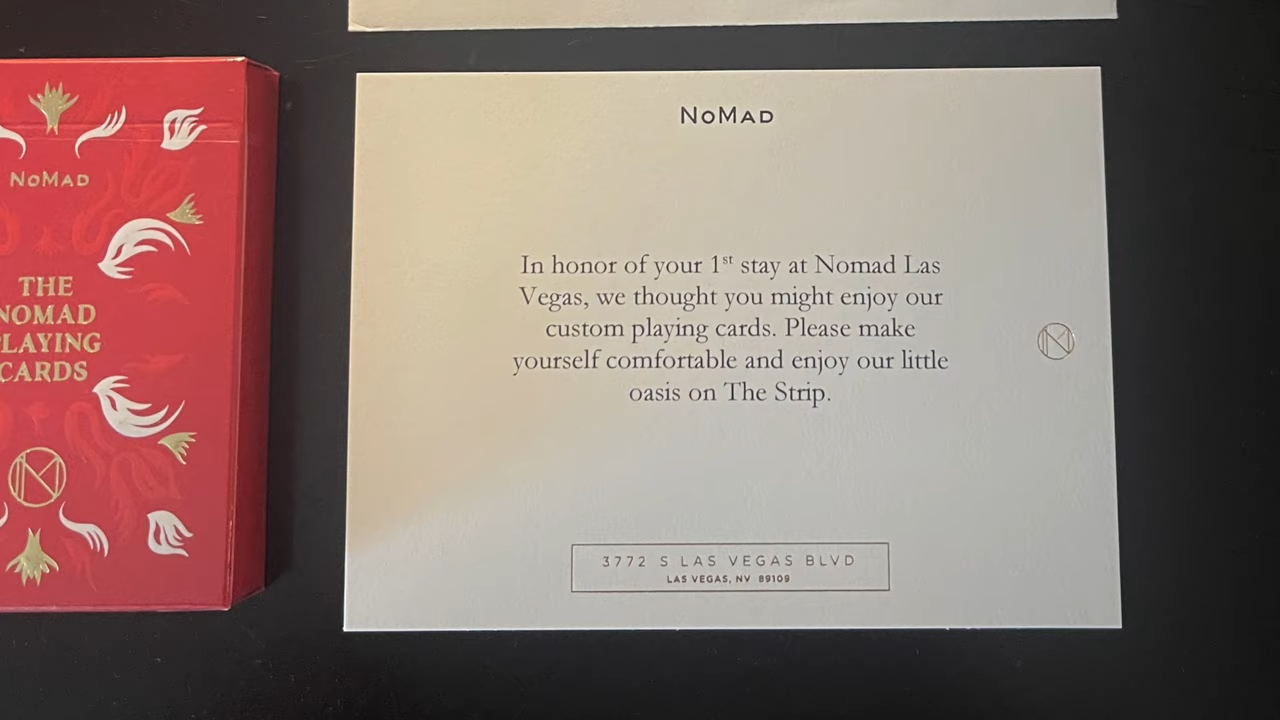 NOMAD
THE
NOMAD
PLAYING
CARDS
NOMAD
In honor of your 1st stay at Nomad Las
Vegas, we thought you might enjoy our
custom playing cards. Please make
yourself comfortable and enjoy our little
oasis on The Strip.
3772 S LAS VEGAS BLVD
LAS VEGAS, NV 89109